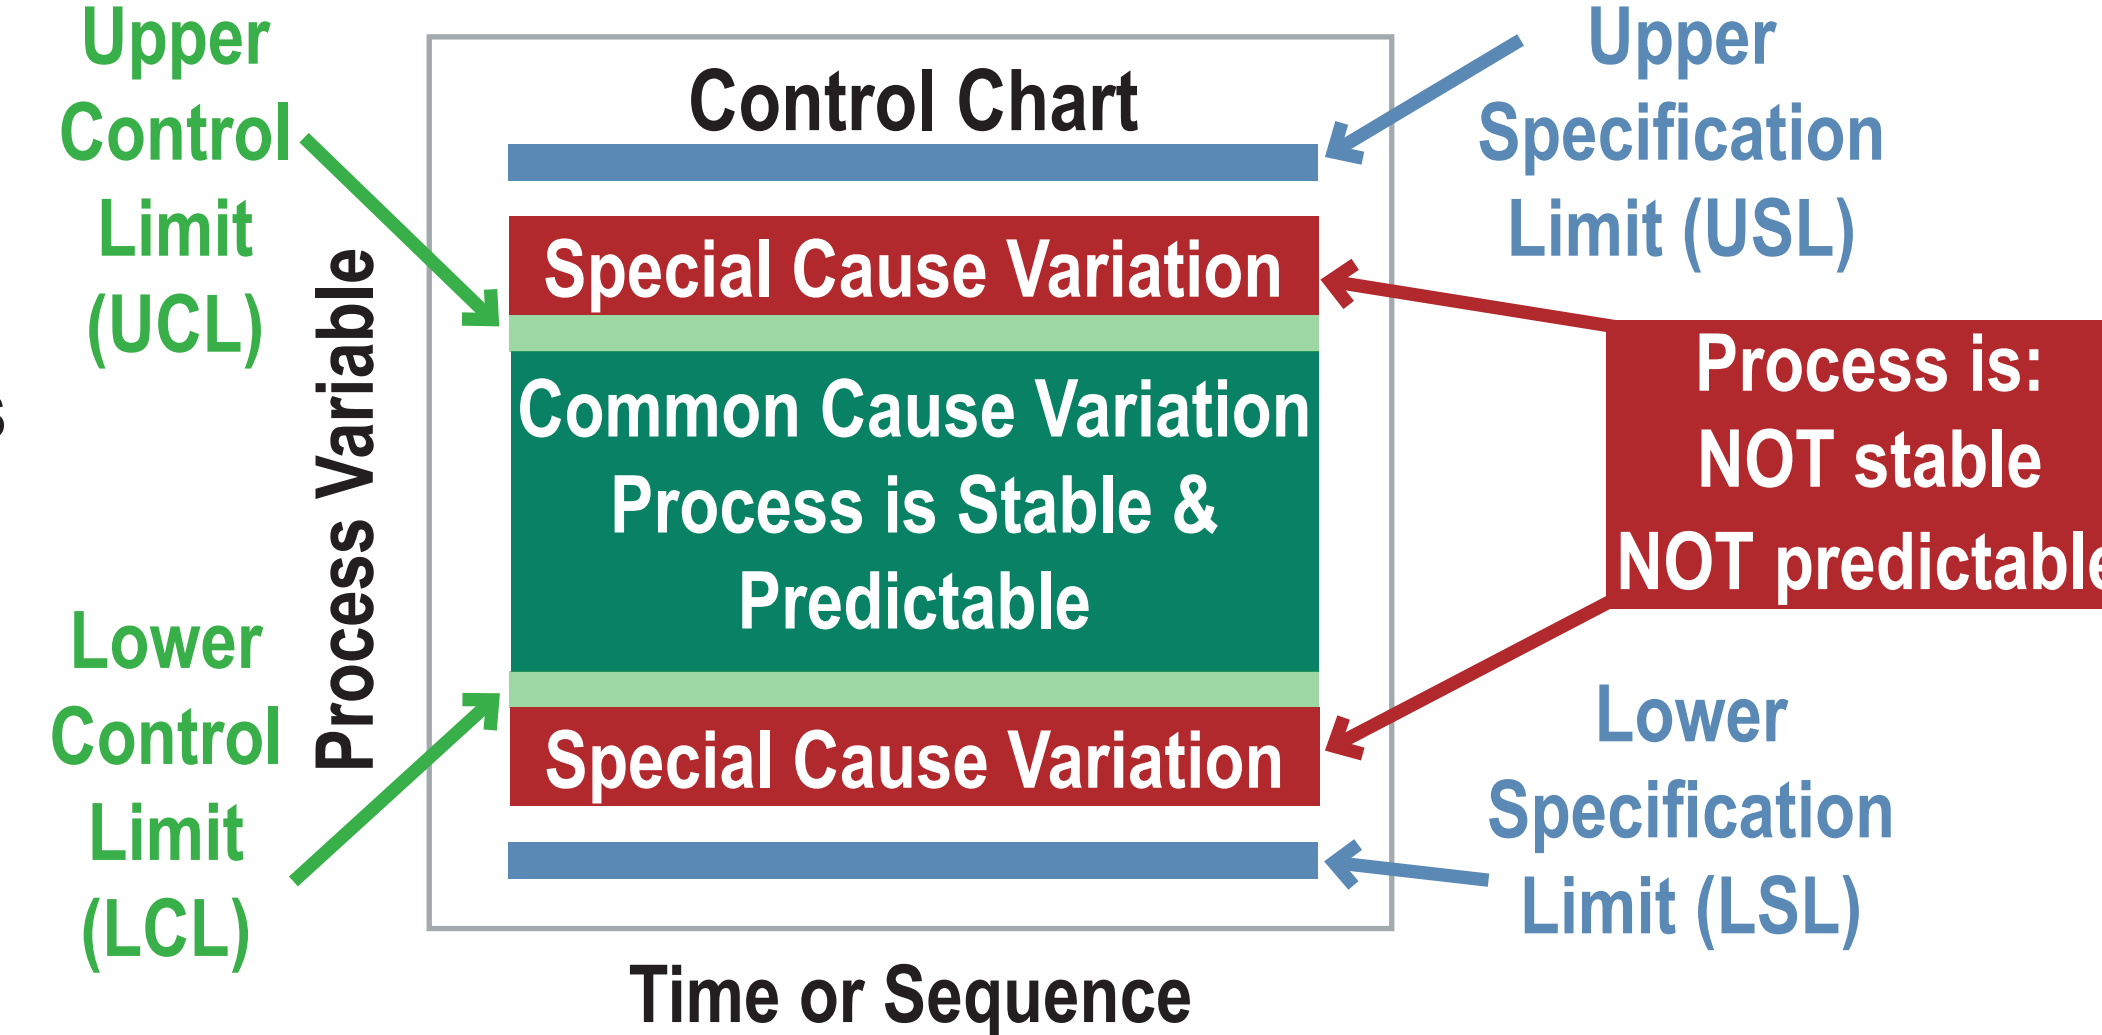 Upper
Control
Limit
(UCL)
Lower
Control
Limit
(LCL)
Process Variable
Control Chart
Special Cause Variation
Common Cause Variation
Process is Stable &
Predictable
Special Cause Variation
Time or Sequence
Upper
Specification
Limit (USL)
Process is:
NOT stable
NOT predictable
Lower
Specification
Limit (LSL)